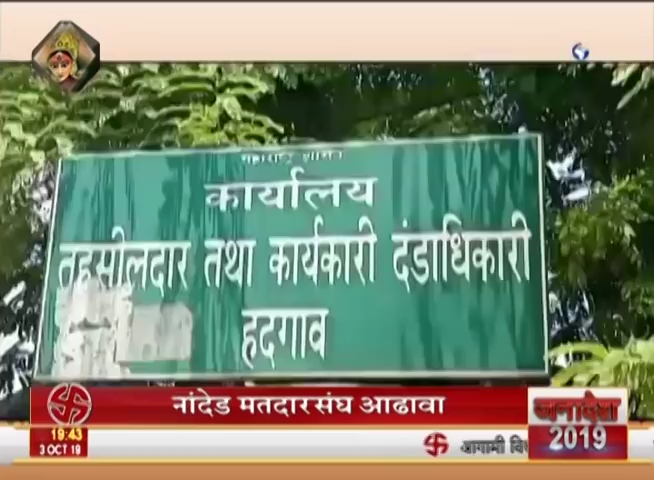 महाराष्ट्र शासन
कार्यालय
तहसीलदार तथा कार्यकारी दंडाधिकारी
हदगाव
नांदेड मतदारसंघ आढावा
19:43
3 OCT 19
आगामी वि
जनादेश
2019